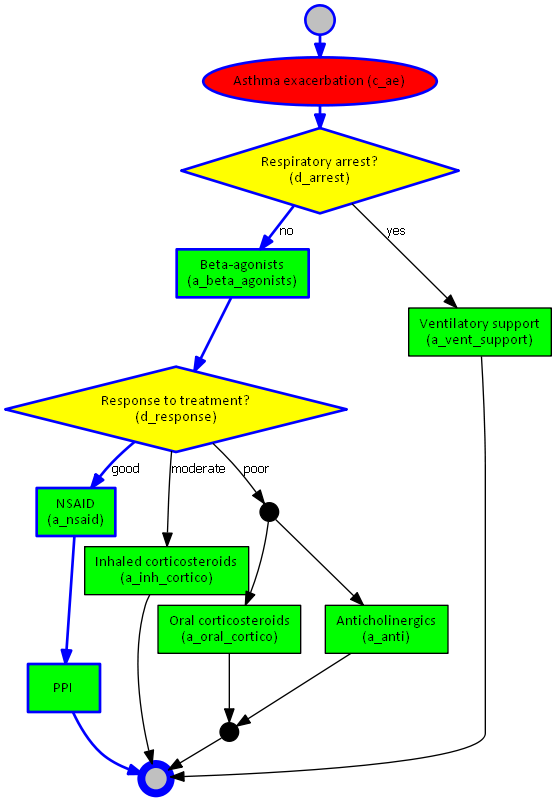 Asthma exacerbation (c_ae)
Respiratory arrest?
(d_arrest)
no
yes
Beta-agonists
(a_beta_agonists)
Ventilatory support
(a_vent_support)
Response to treatment?
(d_response)
good
moderate
poor
NSAID
(a_nsaid)
Inhaled corticosteroids
(a_inh_cortico)
Oral corticosteroids
(a_oral_cortico)
Anticholinergics
(a_anti)
PPI